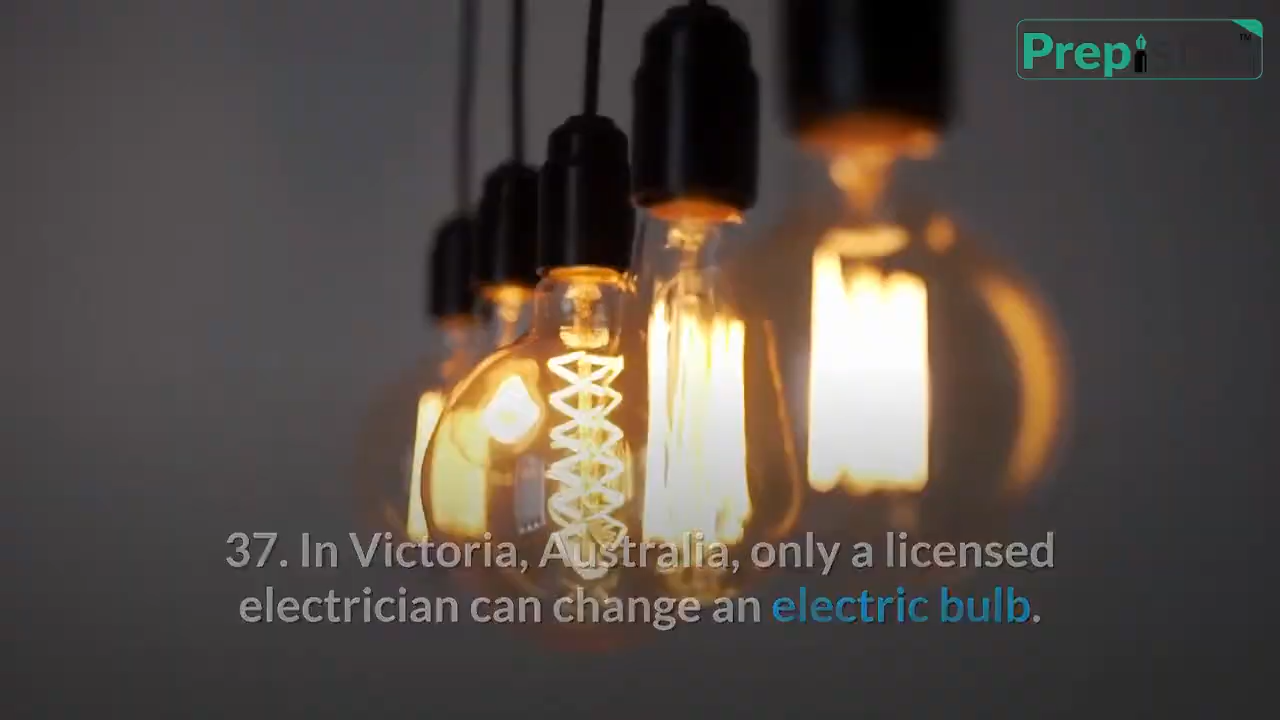 Prep
37. In Victoria, Australia, only a licensed
electrician can change an electric bulb.